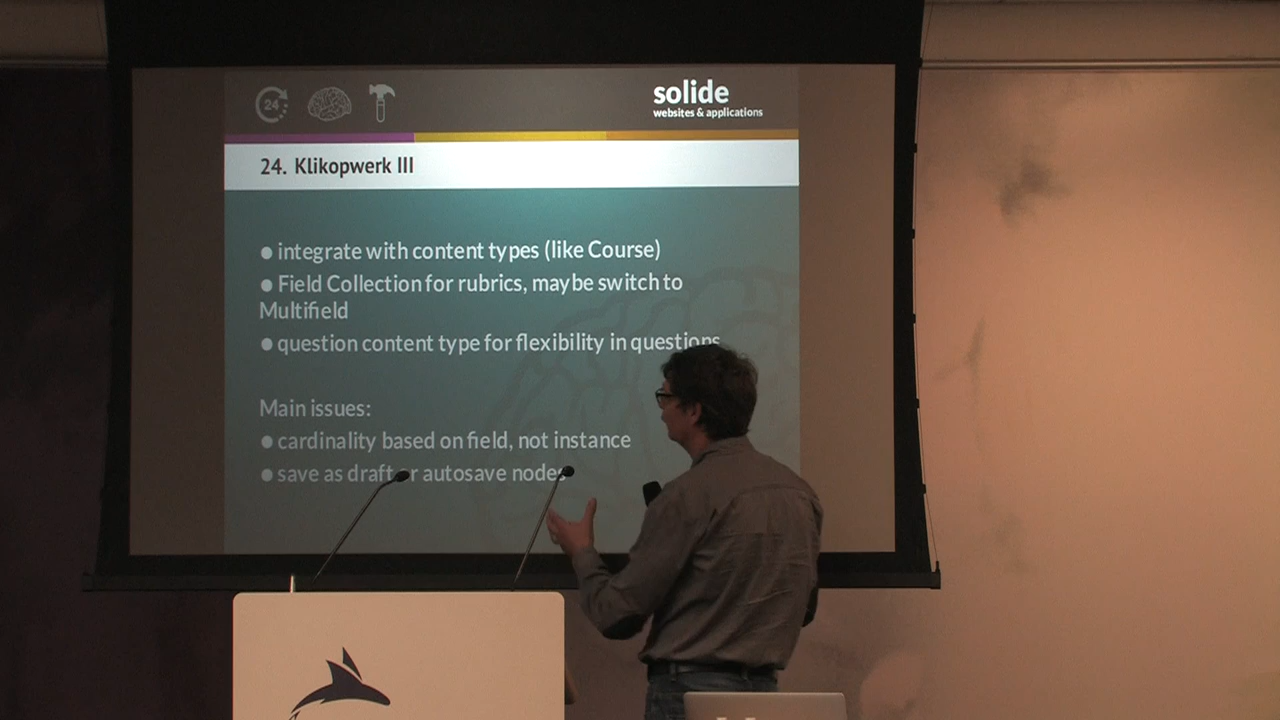 24
solide
websites & applications
24. Klikopwerk III
● integrate with content types (like Course)
● Field Collection for rubrics, maybe switch to
Multifield
● question content type for flexibility in questions
Main issues:
● cardinality based on field, not instance
● save as draft or autosave nodes